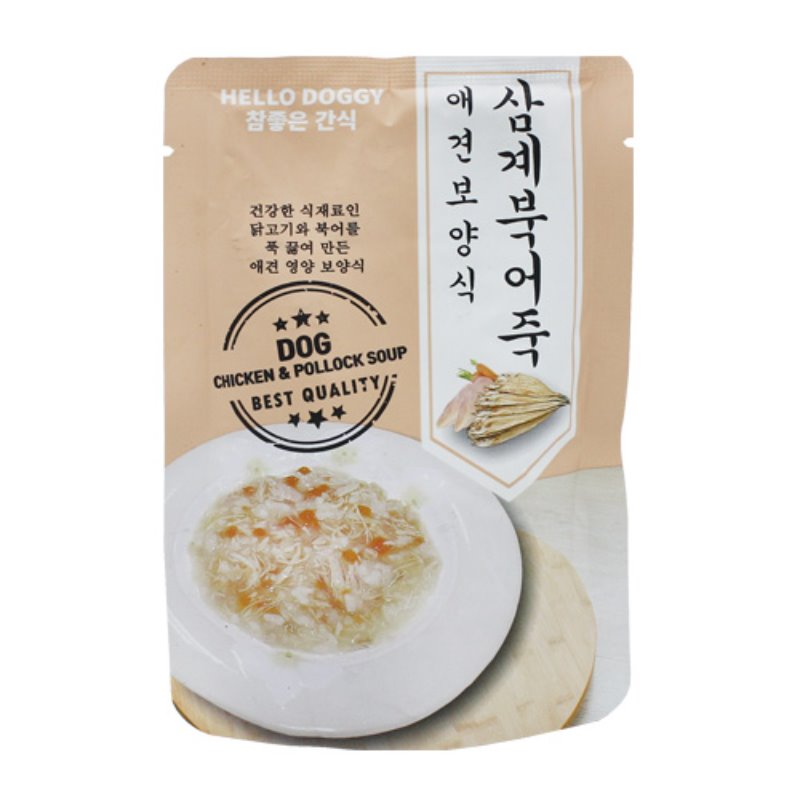 HELLO DOGGY
참좋은 간식
건강한 식재료인
닭고기와 북어를
푹 끓여 만든
애견 영양 보양식
DOG
CHICKEN & POLLOCK SOUP
BEST QUALITY
삼계북어죽
애견보양식